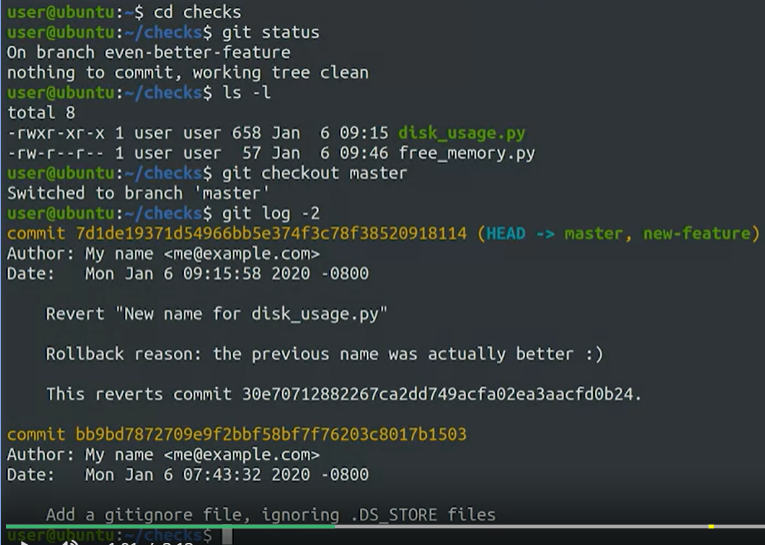 user@ubuntu:~$ cd checks
user@ubuntu:~/checks$ git status
On branch even-better-feature
nothing to commit, working tree clean
user@ubuntu:~/checks$ ls -l
total 8
-rwxr-xr-x 1 user user 658 Jan  6 09:15 disk_usage.py
-rw-r--r-- 1 user user  57 Jan  6 09:46 free_memory.py
user@ubuntu:~/checks$ git checkout master
Switched to branch 'master'
user@ubuntu:~/checks$ git log -2
commit 7d1de19371d54966bb5e374f3c78f38520918114 (HEAD -> master, new-feature)
Author: My name <me@example.com>
Date:   Mon Jan 6 09:15:58 2020 -0800
    Revert "New name for disk_usage.py"
    Rollback reason: the previous name was actually better :)
    This reverts commit 30e70712882267ca2dd749acfa02ea3aacfd0b24.
commit bb9bd7872709e9f2bbf58bf7f76203c8017b1503
Author: My name <me@example.com>
Date:   Mon Jan 6 07:43:32 2020 -0800
    Add a gitignore file, ignoring .DS_STORE files
user@ubuntu:~/checks$